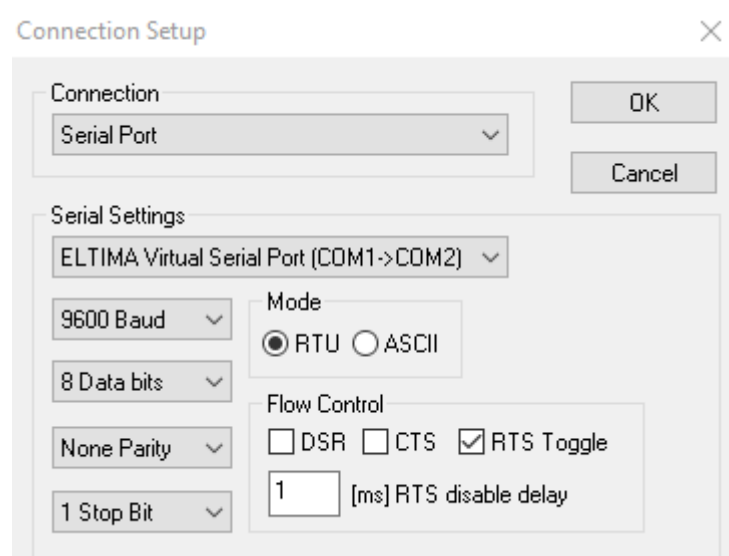 Connection Setup
Connection
OK
Serial Port
Cancel
Serial Settings
ELTIMA Virtual Serial Port (COM1->COM2)
9600 Baud
Mode
RTU ASCII
8 Data bits
Flow Control
None Parity
DSR CTS RTS Toggle
1 Stop Bit
1 [ms] RTS disable delay